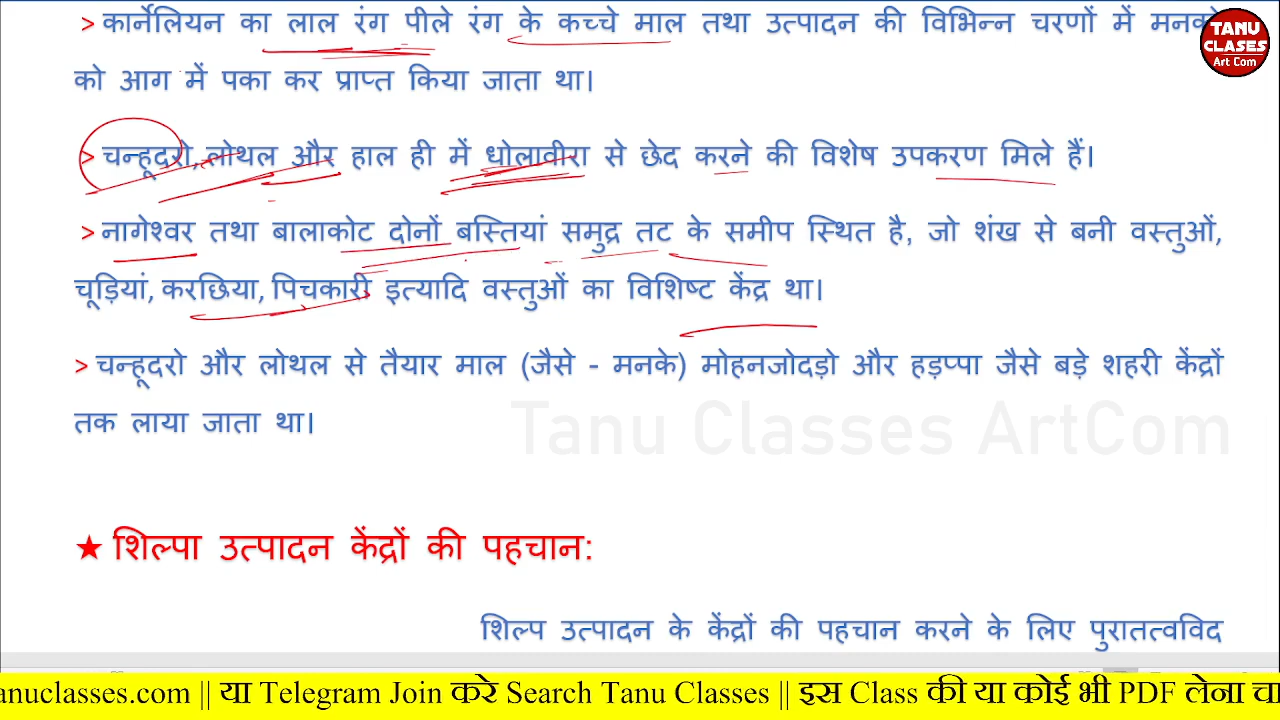 > कार्नेलियन का लाल रंग पीले रंग के कच्चे माल तथा उत्पादन की विभिन्न चरणों में मनको
को आग में पका कर प्राप्त किया जाता था।
> चन्हूदरो, लोथल और हाल ही में धोलावीरा से छेद करने की विशेष उपकरण मिले हैं।
> नागेश्वर तथा बालाकोट दोनों बस्तियां समुद्र तट के समीप स्थित है, जो शंख से बनी वस्तुओं,
चूड़ियां, करछिया, पिचकारी इत्यादि वस्तुओं का विशिष्ट केंद्र था।
> चन्हूदरो और लोथल से तैयार माल (जैसे - मनके) मोहनजोदड़ो और हड़प्पा जैसे बड़े शहरी केंद्रों
तक लाया जाता था।
★ शिल्पा उत्पादन केंद्रों की पहचान:
शिल्प उत्पादन के केंद्रों की पहचान करने के लिए पुरातत्वविद
TANU
CLASES
Art Com
Tanu Classes ArtCom
anuclasses.com || या Telegram Join करे Search Tanu Classes || इस Class की या कोई भी PDF लेना चा